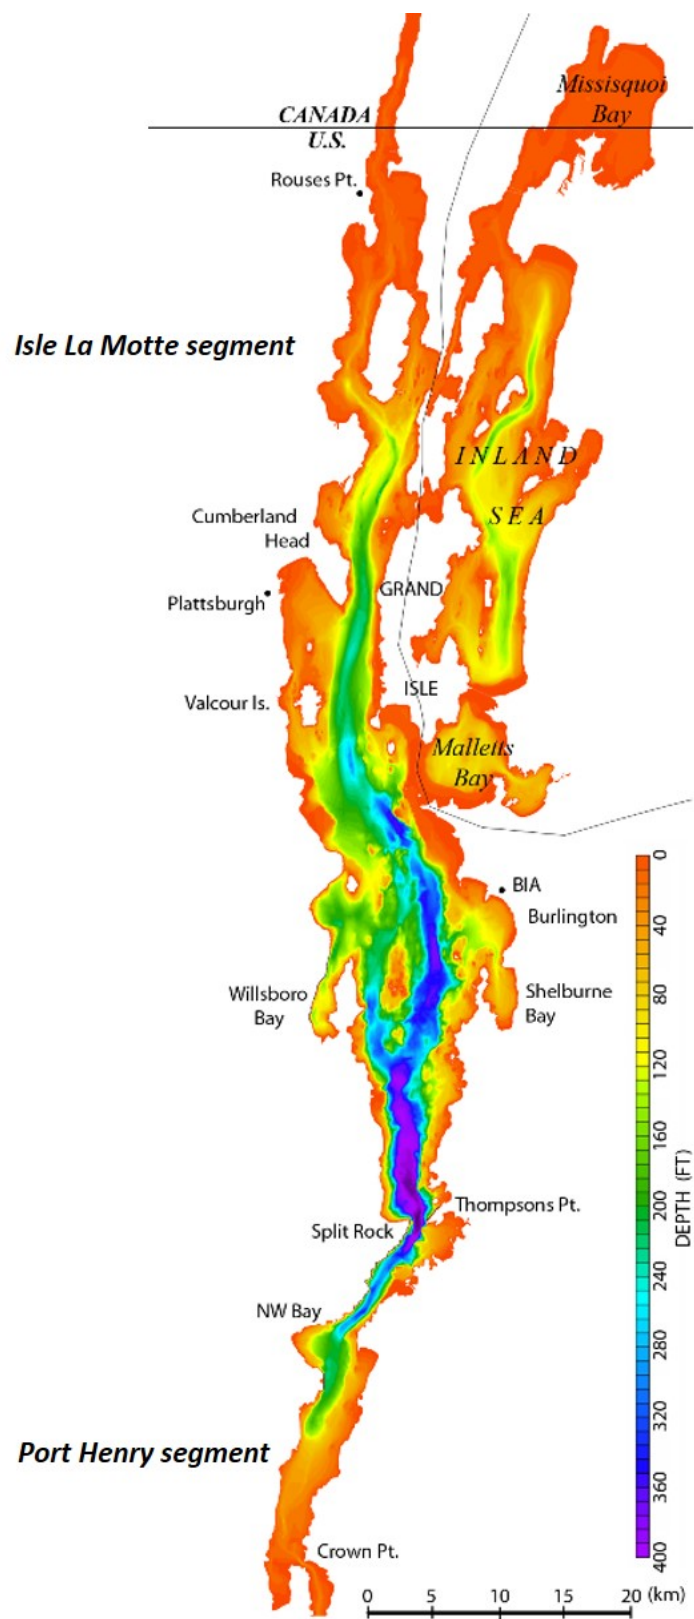 Missisquoi
Bay
CANADA
U.S.
Rouses Pt.
Isle La Motte segment
INLAND
SEA
Cumberland
Head
GRAND
Plattsburgh
ISLE
Valcour Is.
Malletts
Bay
BIA
Burlington
Willsboro
Bay
Shelburne
Bay
Thompsons Pt.
Split Rock
NW Bay
Port Henry segment
Crown Pt.
0
40
80
120
160
200
240
280
320
360
400
DEPTH (FT)
0 5 10 15 20 (km)